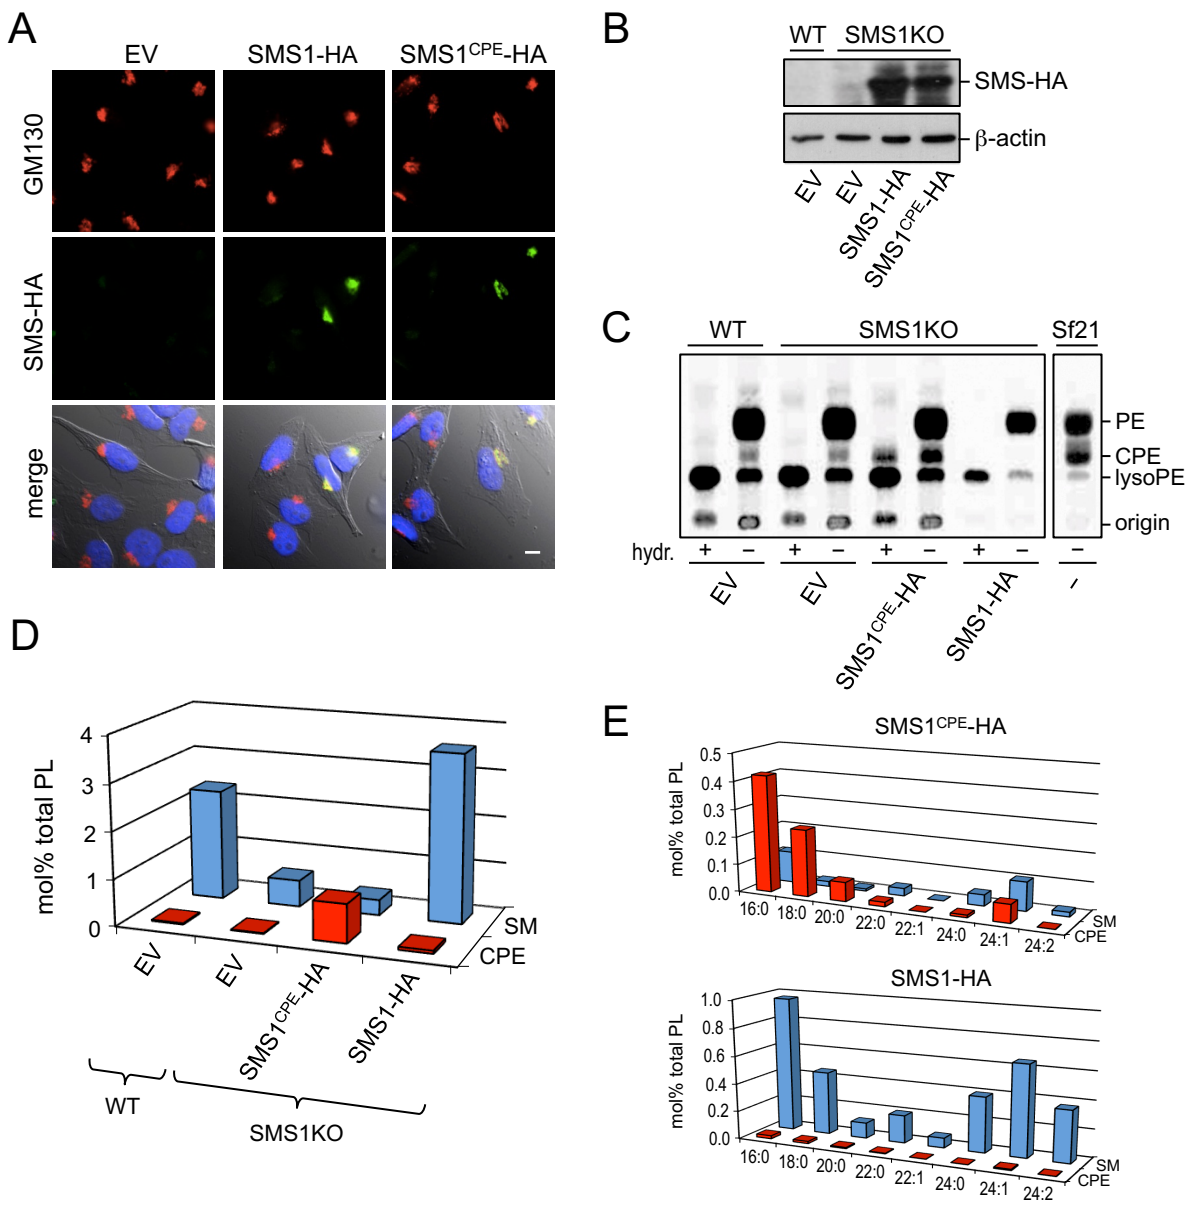 A
EV
SMS1-HA
SMS1CPE-HA
GM130
SMS-HA
merge
B
WT
SMS1KO
SMS-HA
β-actin
EV
EV
SMS1-HA
SMS1CPE-HA
C
WT
SMS1KO
Sf21
PE
CPE
lysoPE
origin
hydr.
+
–
+
–
+
–
+
–
–
EV
EV
SMS1CPE-HA
SMS1-HA
–
D
mol% total PL
4
3
2
1
0
SM
CPE
EV
EV
SMS1CPE-HA
SMS1-HA
WT
SMS1KO
E
SMS1CPE-HA
mol% total PL
0.5
0.4
0.3
0.2
0.1
0.0
16:0
18:0
20:0
22:0
22:1
24:0
24:1
24:2
SM
CPE
SMS1-HA
mol% total PL
1.0
0.8
0.6
0.4
0.2
0.0
16:0
18:0
20:0
22:0
22:1
24:0
24:1
24:2
SM
CPE